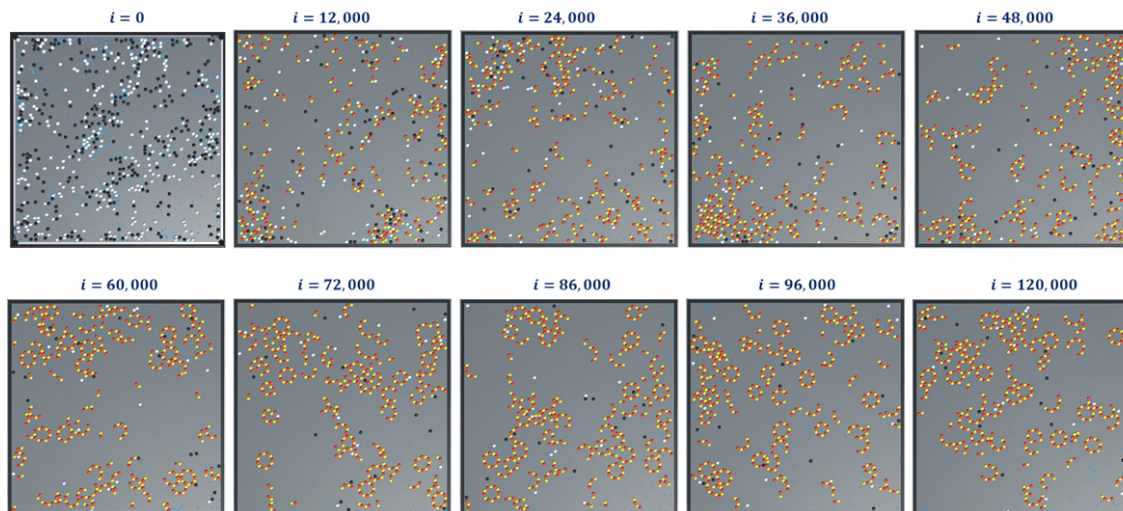 i = 0
i = 12,000
i = 24,000
i = 36,000
i = 48,000
i = 60,000
i = 72,000
i = 86,000
i = 96,000
i = 120,000